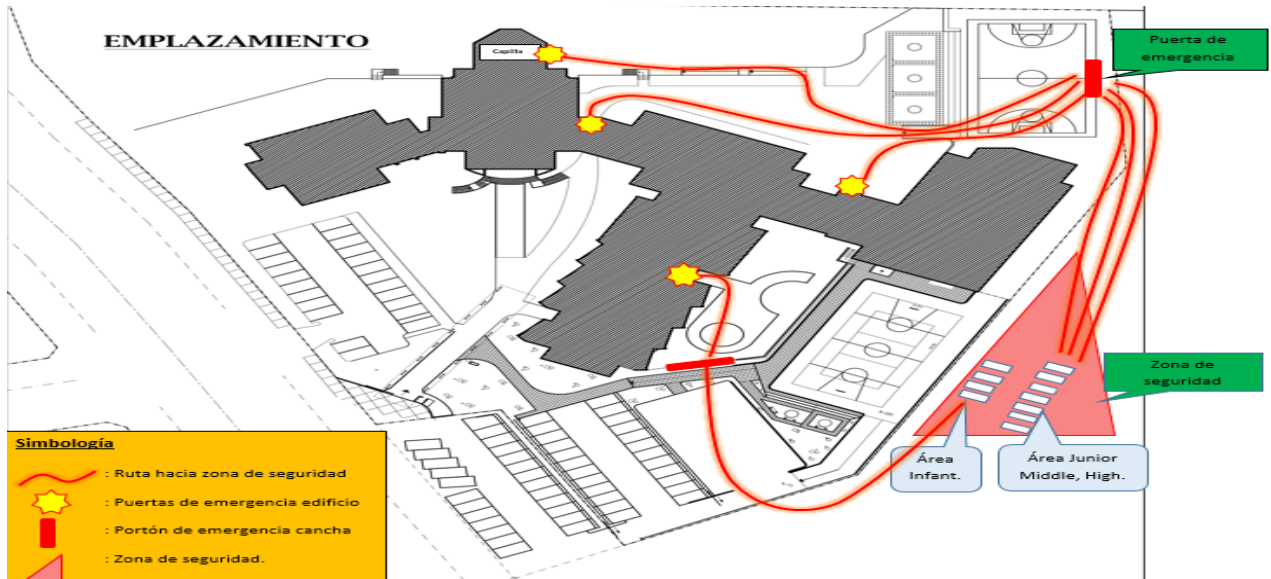 EMPLAZAMIENTO
Capilla
Puerta de
emergencia
Zona de
seguridad
Área
Infant.
Área Junior
Middle, High.
Simbología
: Ruta hacia zona de seguridad
: Puertas de emergencia edificio
: Portón de emergencia cancha
: Zona de seguridad.